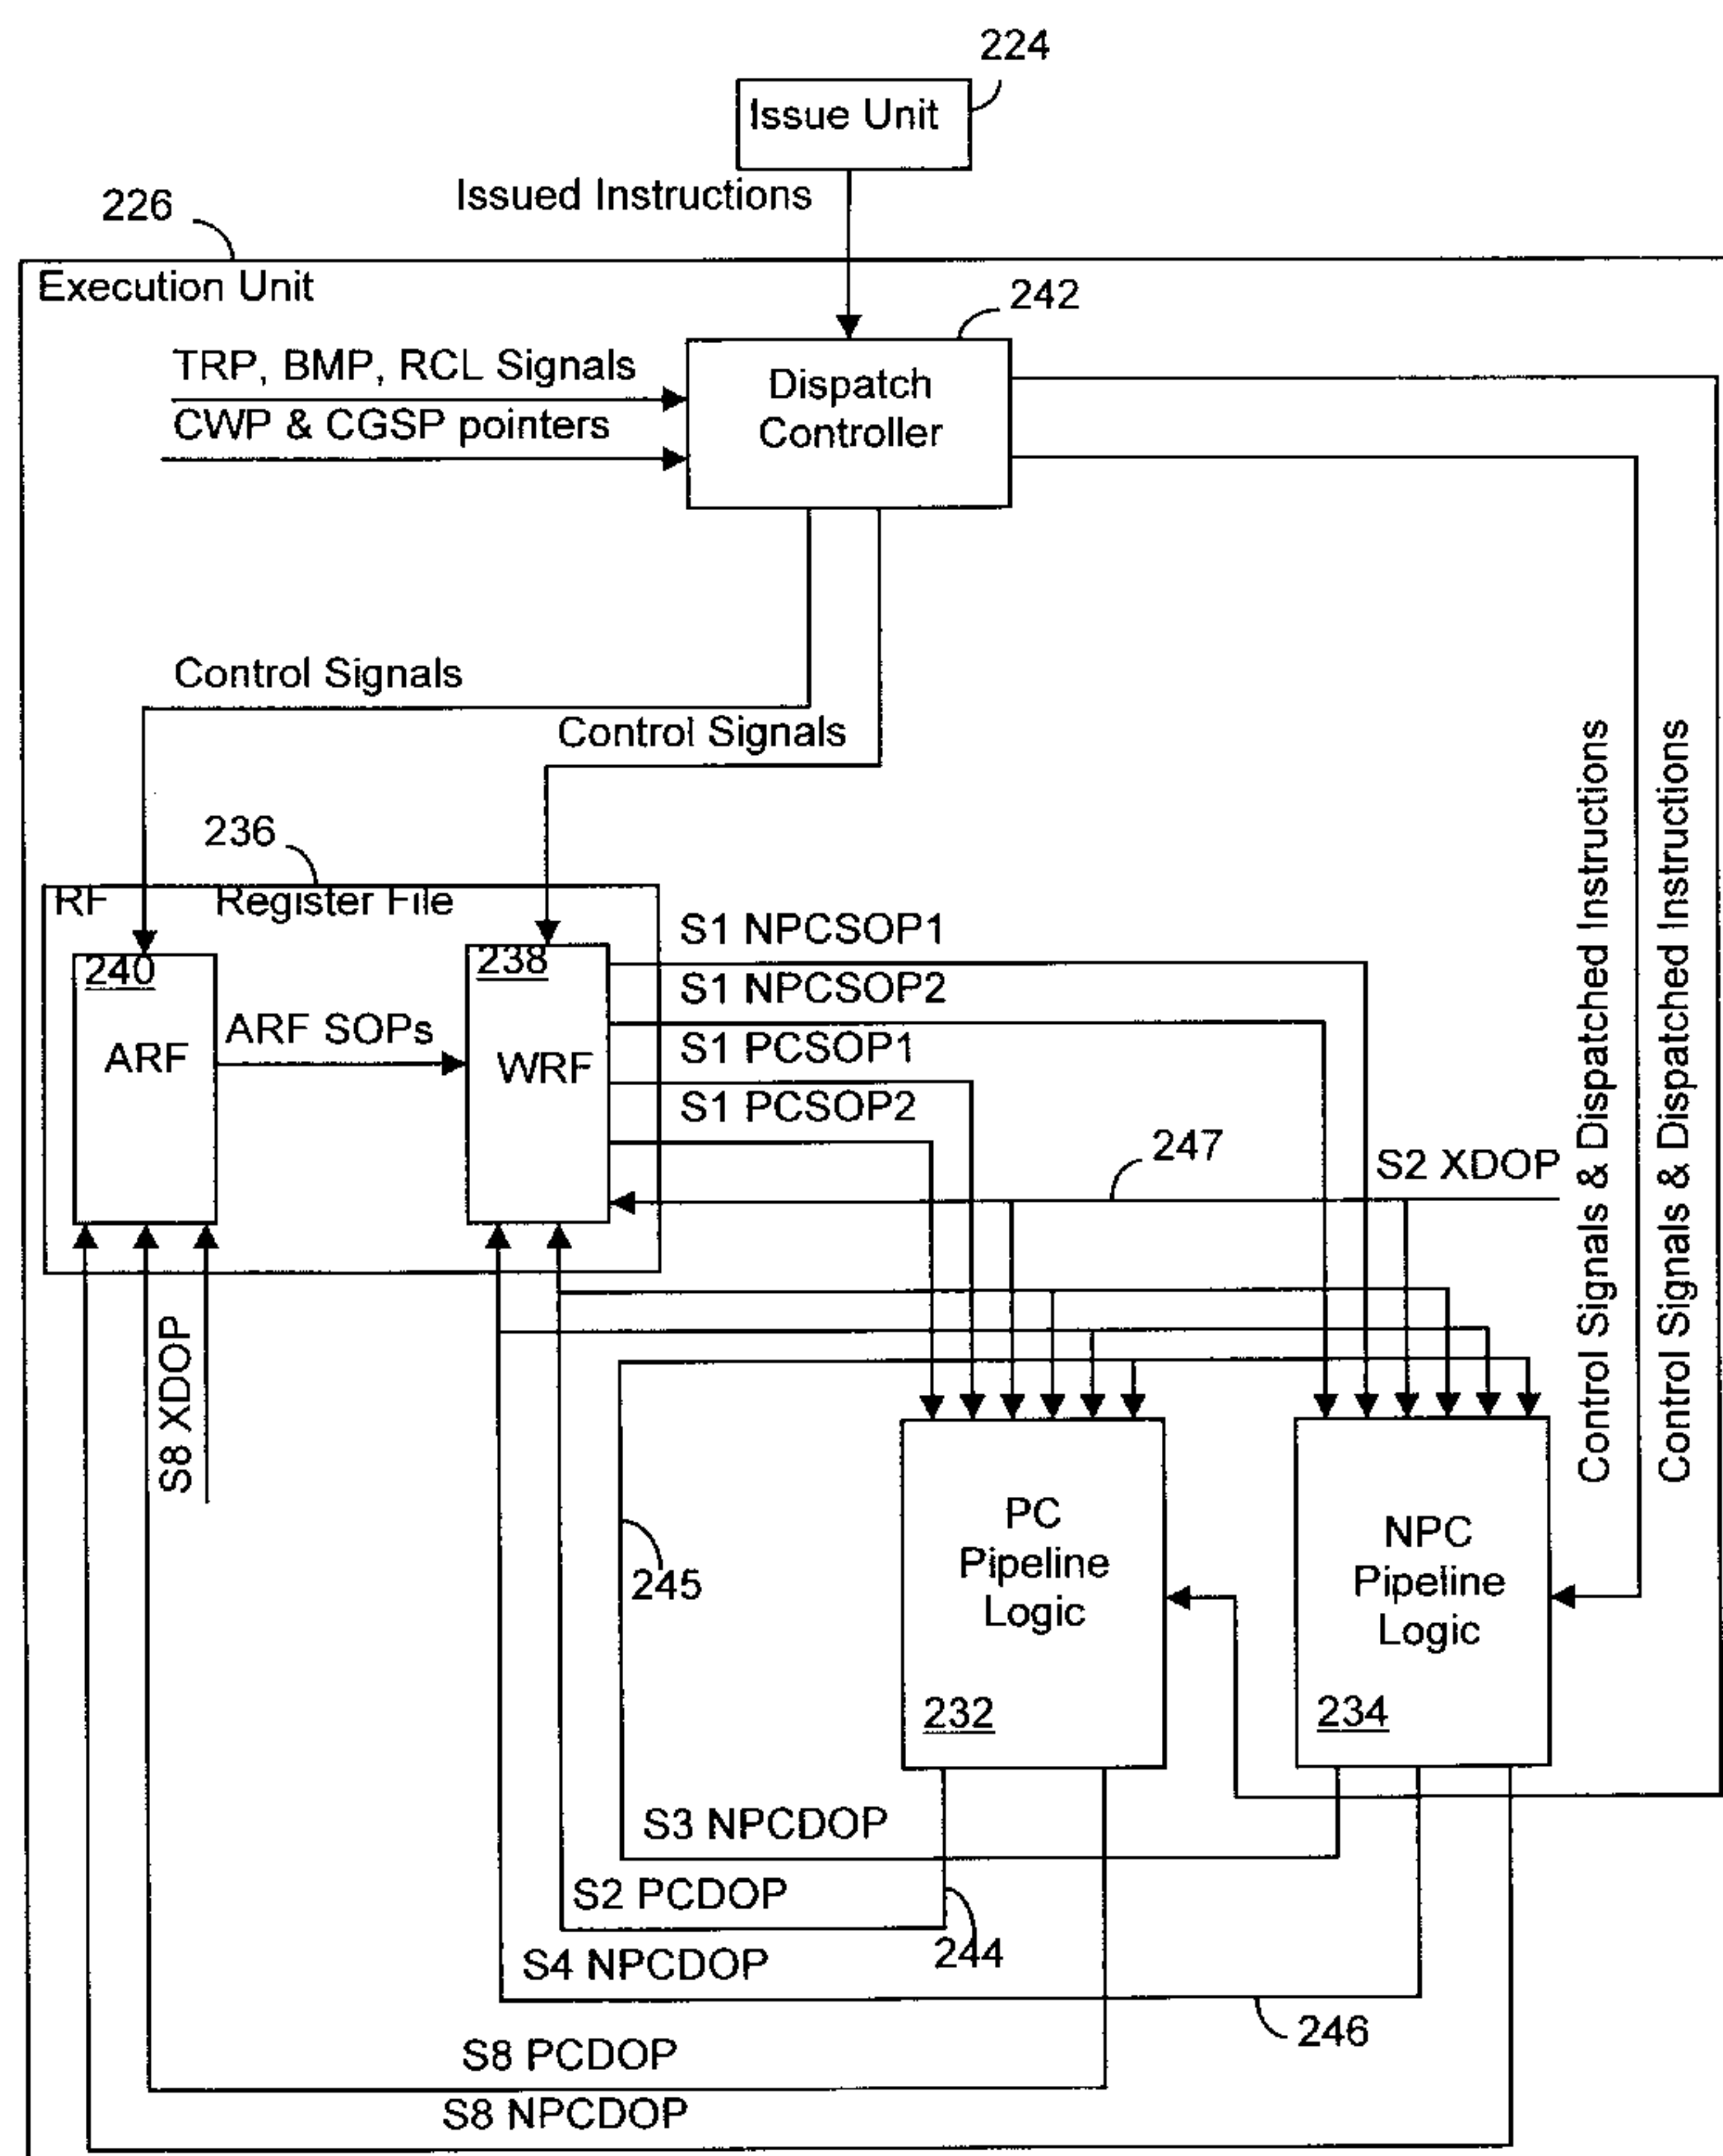 224
Issue Unit
Issued Instructions
226
Execution Unit
242
TRP, BMP, RCL Signals
CWP & CGSP pointers
Dispatch
Controller
Control Signals
Control Signals
Control Signals & Dispatched Instructions
Control Signals & Dispatched Instructions
236
RF
Register File
240
ARF
ARF SOPs
238
WRF
S1 NPCSOP1
S1 NPCSOP2
S1 PCSOP1
S1 PCSOP2
247
S2 XDOP
S8 XDOP
245
PC
Pipeline
Logic
232
NPC
Pipeline
Logic
234
S3 NPCDOP
S2 PCDOP
244
S4 NPCDOP
246
S8 PCDOP
S8 NPCDOP